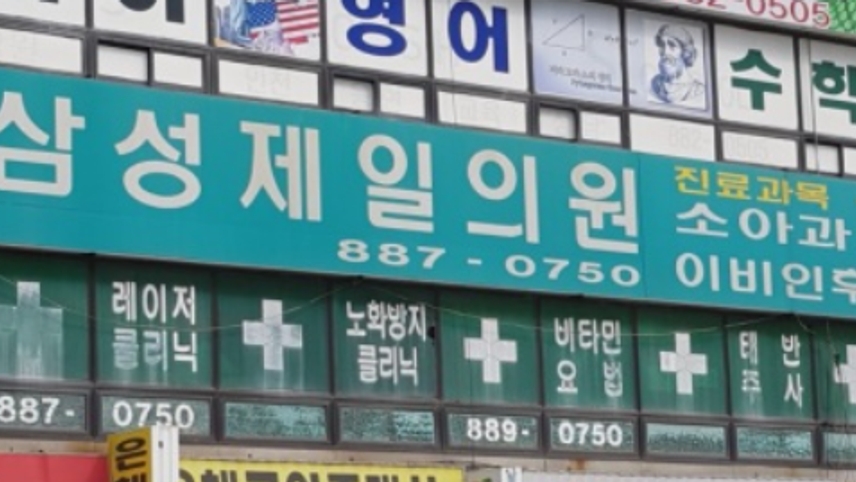 영어 수학
삼성제일의원
진료과목
소아과
이비인후
887-0750
레이저
클리닉
노화방지
클리닉
비타민
요법
태반
주사
887-0750
889-0750